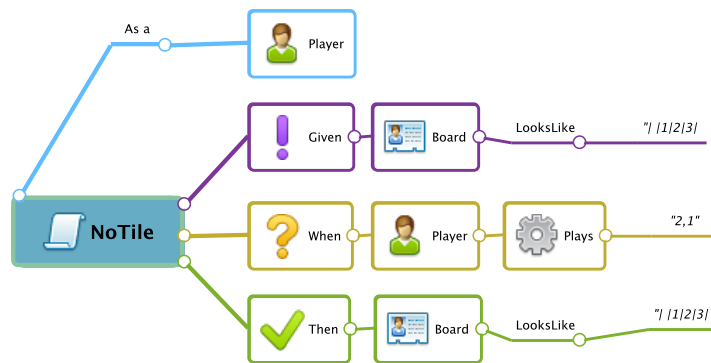 As a
Player
Given
Board
LooksLike
"| |1|2|3|
NoTile
When
Player
Plays
"2,1"
Then
Board
LooksLike
"| |1|2|3|